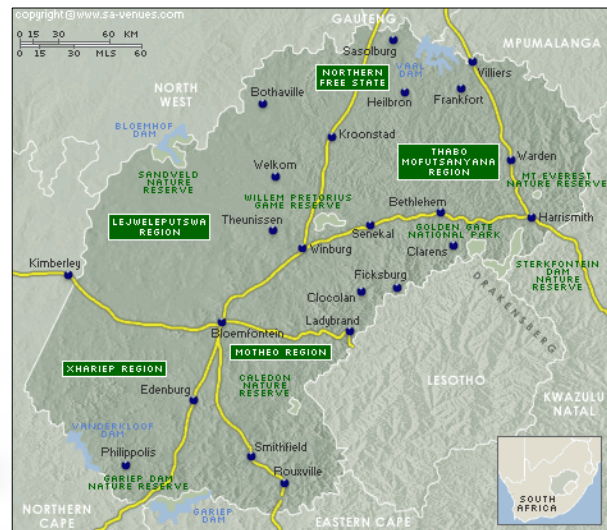 copyright@www.sa-venues.com
0 15 30 60 KM
0 15 30 60
MLS
GAUTENG
MPUMALANGA
Sasolburg
VAAL
DAM
Villiers
NORTHERN
FREE STATE
NORTH
WEST
Bothaville
Heilbron
Frankfort
BLOEMHOF
DAM
Kroonstad
THABO
MOFUTSANYANA
REGION
Warden
SANDVELD
NATURE
RESERVE
Welkom
MT EVEREST
NATURE RESERVE
WILLEM PRETORIUS
GAME RESERVE
Bethlehem
LEJWELEPUTSWA
REGION
Theunissen
Harrismith
Senekal
GOLDEN GATE
NATIONAL PARK
Winburg
Clarens
Kimberley
STERKFONTEIN
DAM
NATURE
RESERVE
Ficksburg
Clocolan
DRAKENSBERG
Bloemfontein
Ladybrand
MOTHEO REGION
XHARIEP REGION
CALEDON
NATURE
RESERVE
LESOTHO
Edenburg
KWAZULU
NATAL
VANDERKLOOF
DAM
Philippolis
Smithfield
GARIEP DAM
NATURE RESERVE
Rouxville
SOUTH
AFRICA
NORTHERN
CAPE
GARIEP
DAM
EASTERN CAPE